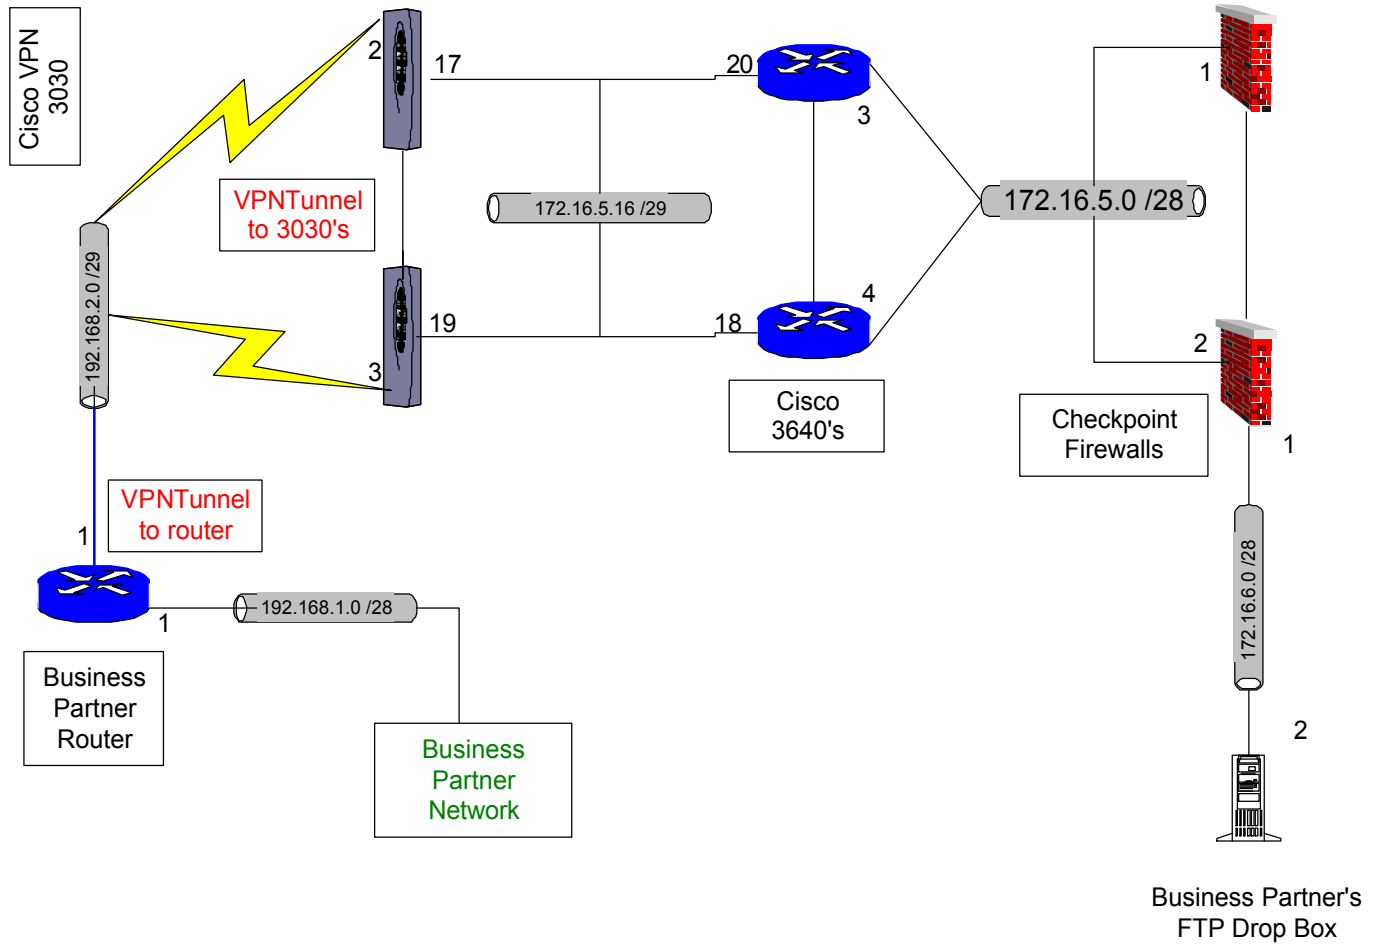 Cisco VPN
3030
2
17
20
3
1
VPNTunnel
to 3030's
172.16.5.16 /29
172.16.5.0 /28
192.168.2.0 /29
3
19
18
4
2
Cisco
3640's
Checkpoint
Firewalls
1
VPNTunnel
to router
1
192.168.1.0 /28
1
172.16.6.0 /28
Business
Partner
Router
Business
Partner
Network
2
Business Partner's
FTP Drop Box